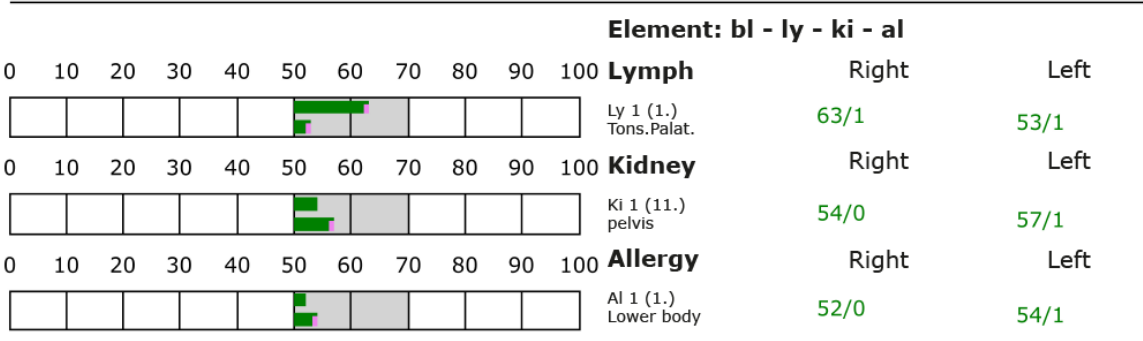 Element: bl - ly - ki - al
0 10 20 30 40 50 60 70 80 90 100 Lymph Right Left
Ly 1 (1.) 63/1 53/1
Tons.Palat.
0 10 20 30 40 50 60 70 80 90 100 Kidney Right Left
Ki 1 (11.) 54/0 57/1
pelvis
0 10 20 30 40 50 60 70 80 90 100 Allergy Right Left
Al 1 (1.) 52/0 54/1
Lower body